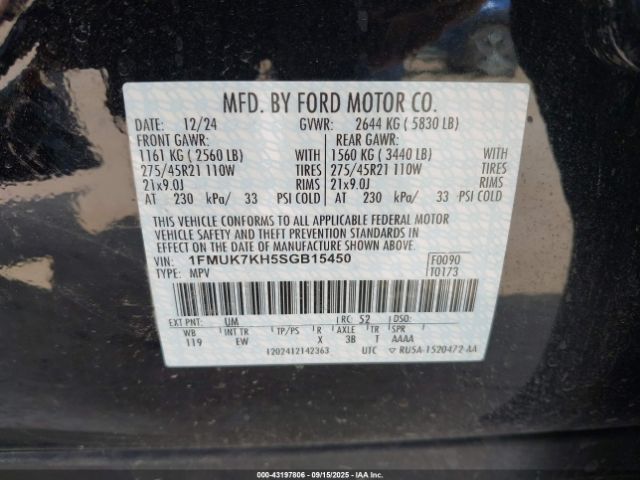 MFD. BY FORD MOTOR CO.
DATE: 12/24 GVWR: 2644 KG ( 5830 LB)
FRONT GAWR: REAR GAWR:
1161 KG ( 2560 LB) WITH 1560 KG ( 3440 LB) WITH
275/45R21 110W TIRES 275/45R21 110W TIRES
21x9.0J RIMS 21x9.0J RIMS
AT 230 kPa/ 33 PSI COLD AT 230 kPa/ 33 PSI COLD
THIS VEHICLE CONFORMS TO ALL APPLICABLE FEDERAL MOTOR
VEHICLE SAFETY AND THEFT PREVENTION STANDARDS IN
EFFECT ON THE DATE OF MANUFACTURE SHOWN ABOVE.
VIN: 1FMUK7KH5SGB15450 F0090
TYPE: MPV T0173
EXT PNT: UM RC: 52 DSO:
WB INT TR TP/PS R AXLE TR SPR
119 EW X 3B T AAAA
1202412142363 UTC RU5A-1520472-AA
© 00-43197806 - 09/15/2025 - IAAI.COM